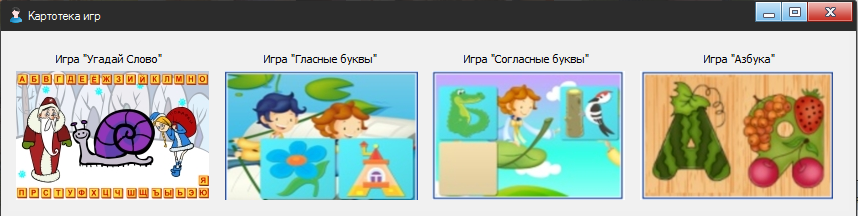 Картотека игр
Игра "Угадай Слово"
Игра "Гласные буквы"
Игра "Согласные буквы"
Игра "Азбука"
А Б В Г Д Е Ё Ж З И Й К Л М Н О
Я
П Р С Т У Ф Х Ц Ч Ш Щ Ъ Ы Ь Э Ю
Б
А Я